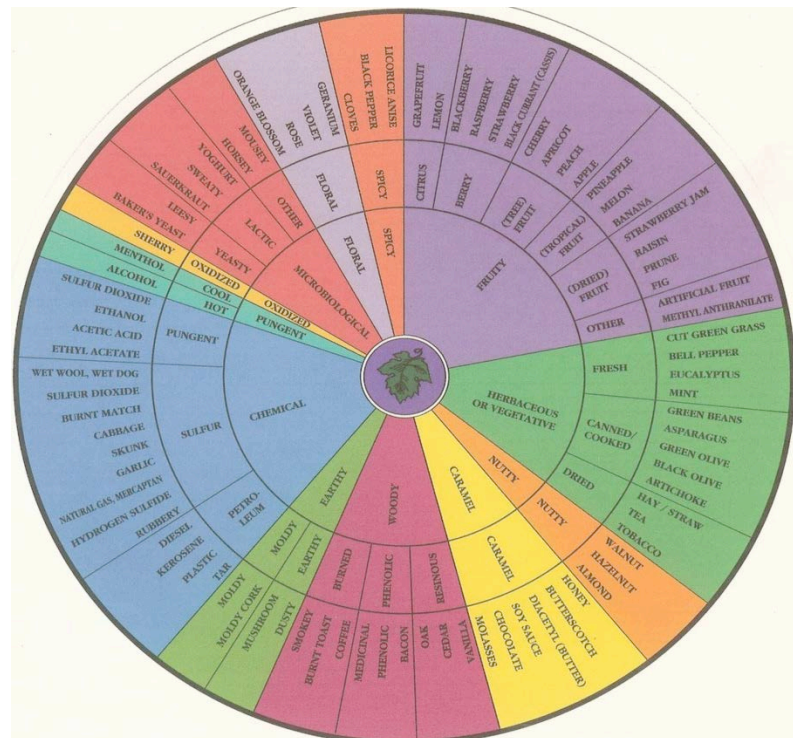 FRUITY
CITRUS
GRAPEFRUIT
LEMON
BERRY
BLACKBERRY
RASPBERRY
STRAWBERRY
BLACK CURRANT (CASSIS)
(TREE)
FRUIT
CHERRY
APRICOT
PEACH
APPLE
(TROPICAL)
FRUIT
PINEAPPLE
MELON
BANANA
(DRIED)
FRUIT
STRAWBERRY JAM
RAISIN
PRUNE
FIG
OTHER
ARTIFICIAL FRUIT
METHYL ANTHRANILATE
HERBACEOUS
OR VEGETATIVE
FRESH
CUT GREEN GRASS
BELL PEPPER
EUCALYPTUS
MINT
CANNED/
COOKED
GREEN BEANS
ASPARAGUS
GREEN OLIVE
BLACK OLIVE
ARTICHOKE
DRIED
HAY / STRAW
TEA
TOBACCO
NUTTY
NUTTY
WALNUT
HAZELNUT
ALMOND
CARAMEL
CARAMEL
HONEY
BUTTERSCOTCH
DIACETYL (BUTTER)
SOY SAUCE
CHOCOLATE
MOLASSES
WOODY
RESINOUS
VANILLA
CEDAR
OAK
PHENOLIC
BACON
PHENOLIC
MEDICINAL
BURNED
COFFEE
BURNT TOAST
SMOKEY
EARTHY
EARTHY
DUSTY
MUSHROOM
MOLDY
MOLDY CORK
MOLDY
CHEMICAL
PETRO-
LEUM
TAR
PLASTIC
KEROSENE
DIESEL
SULFUR
RUBBERY
HYDROGEN SULFIDE
NATURAL GAS, MERCAPTAN
GARLIC
SKUNK
CABBAGE
BURNT MATCH
SULFUR DIOXIDE
WET WOOL, WET DOG
PUNGENT
ETHYL ACETATE
ACETIC ACID
ETHANOL
SULFUR DIOXIDE
PUNGENT
HOT
ALCOHOL
COOL
MENTHOL
OXIDIZED
OXIDIZED
SHERRY
MICROBIOLOGICAL
YEASTY
BAKER'S YEAST
LEESY
LACTIC
SAUERKRAUT
SWEATY
YOGHURT
OTHER
HORSEY
MOUSEY
FLORAL
FLORAL
ORANGE BLOSSOM
ROSE
VIOLET
GERANIUM
SPICY
SPICY
CLOVES
BLACK PEPPER
LICORICE ANISE